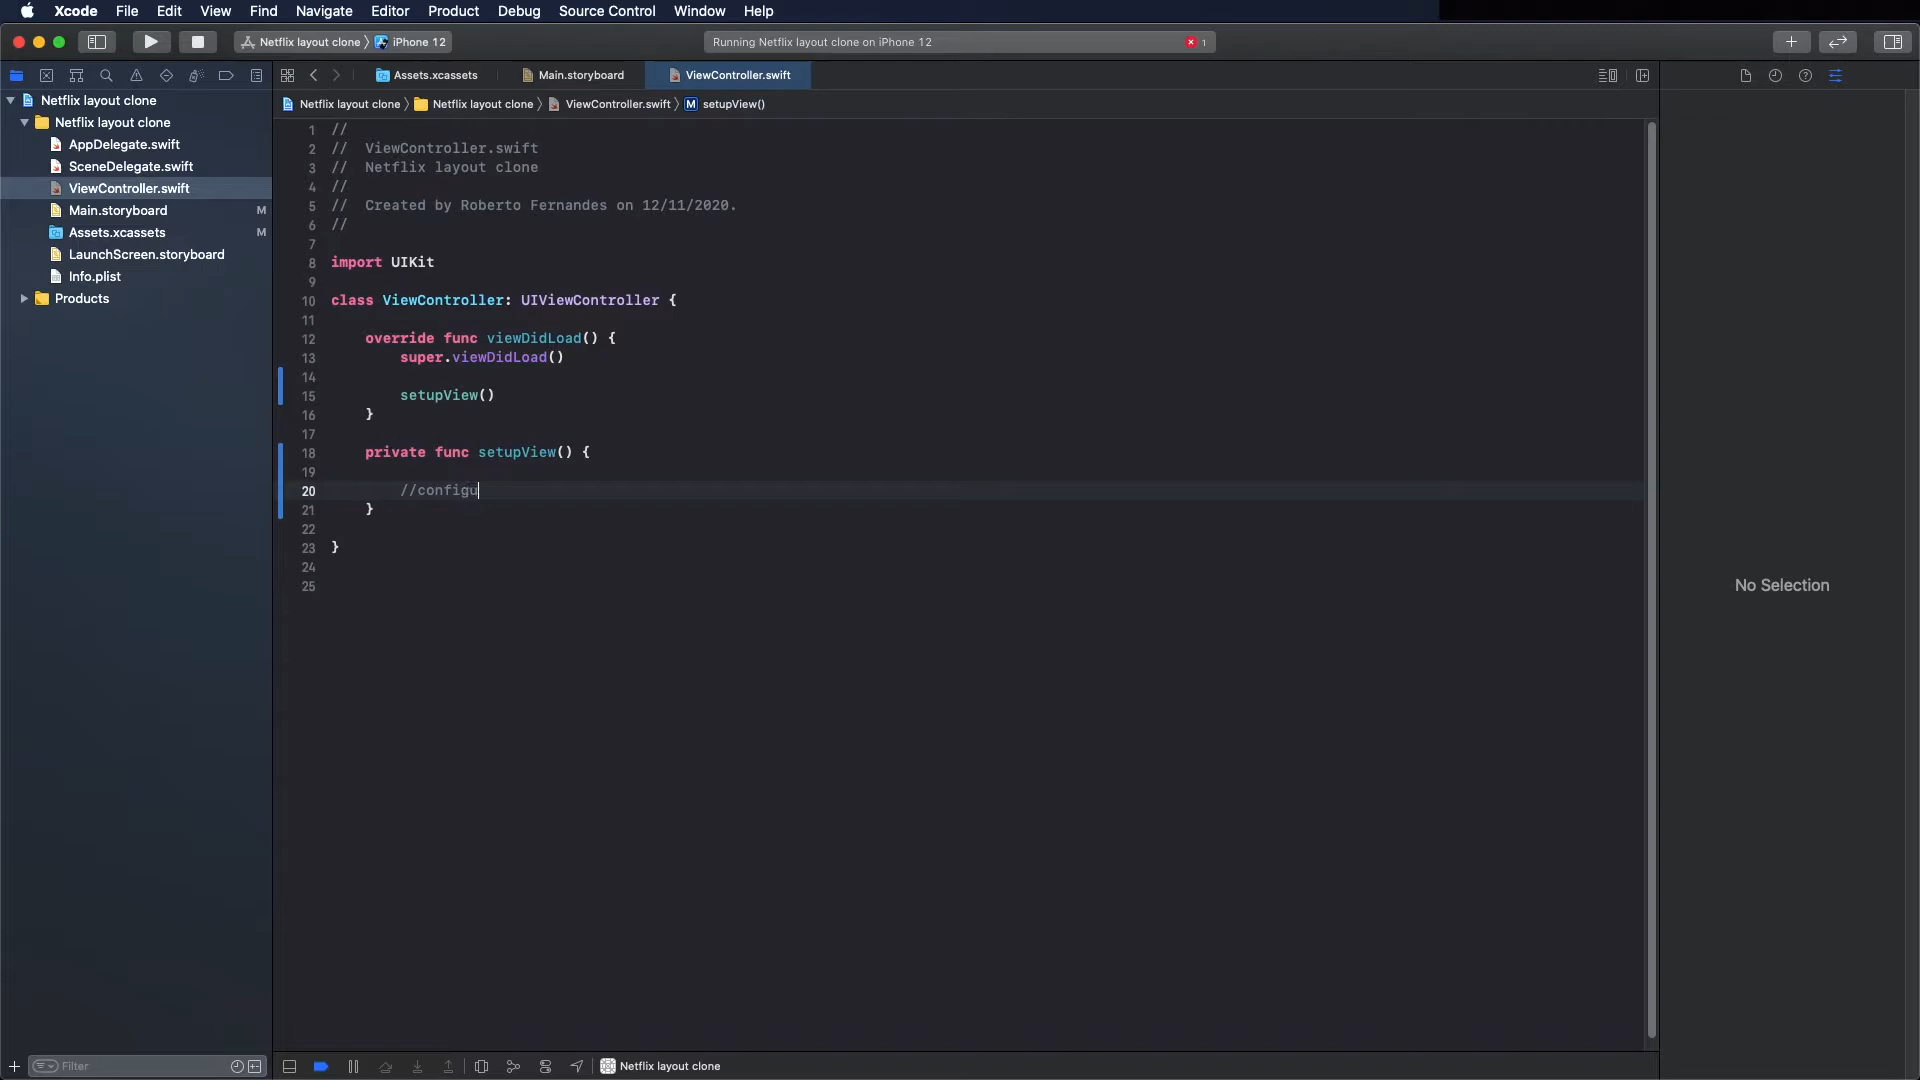 Xcode File Edit View Find Navigate Editor Product Debug Source Control Window Help
Netflix layout clone iPhone 12
Running Netflix layout clone on iPhone 12
1
Assets.xcassets
Main.storyboard
ViewController.swift
Netflix layout clone
Netflix layout clone
ViewController.swift
M setupView()
Netflix layout clone
Netflix layout clone
AppDelegate.swift
SceneDelegate.swift
ViewController.swift
Main.storyboard M
Assets.xcassets M
LaunchScreen.storyboard
Info.plist
Products
1 //
2 //  ViewController.swift
3 //  Netflix layout clone
4 //
5 //  Created by Roberto Fernandes on 12/11/2020.
6 //
7
8 import UIKit
9
10 class ViewController: UIViewController {
11
12     override func viewDidLoad() {
13         super.viewDidLoad()
14
15         setupView()
16     }
17
18     private func setupView() {
19
20         //configu
21     }
22
23 }
24
25
No Selection
Filter
Netflix layout clone